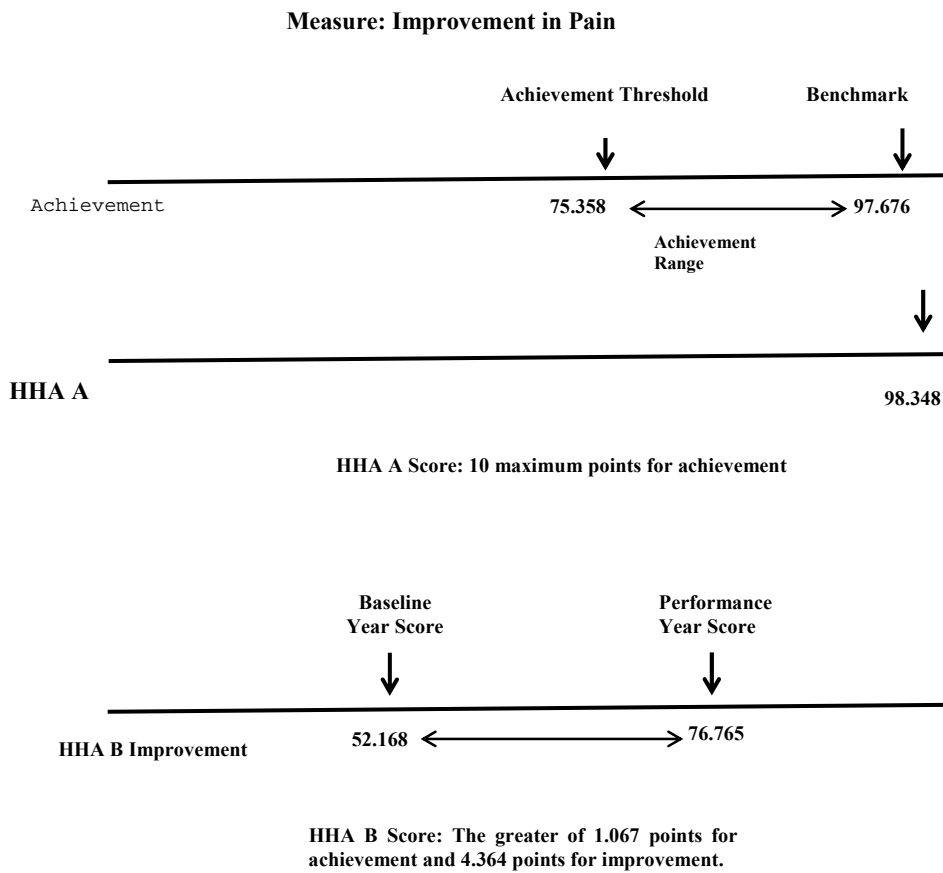 Measure: Improvement in Pain
Achievement Threshold
Benchmark
Achievement
75.358
97.676
Achievement
Range
HHA A
98.348
HHA A Score: 10 maximum points for achievement
Baseline
Year Score
Performance
Year Score
HHA B Improvement
52.168
76.765
HHA B Score: The greater of 1.067 points for
achievement and 4.364 points for improvement.